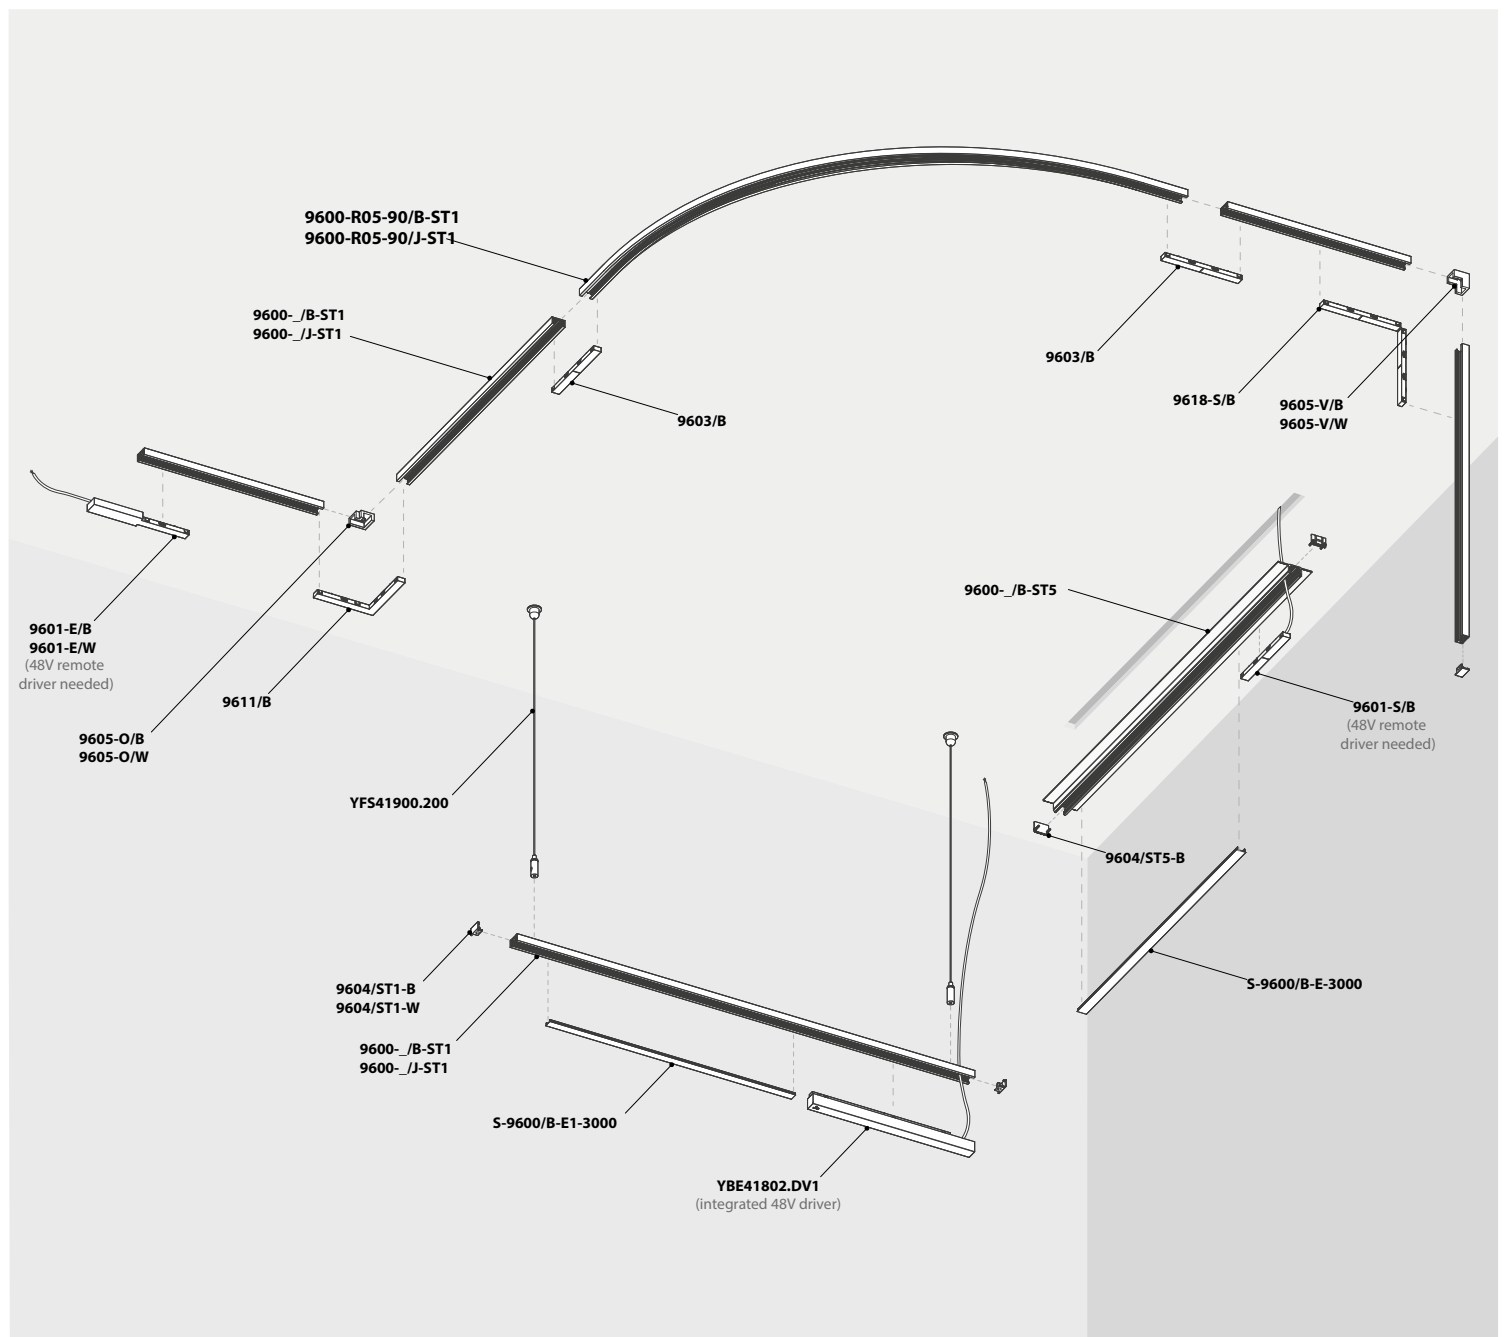 9600-R05-90/B-ST1
9600-R05-90/J-ST1
9600-_/B-ST1
9600-_/J-ST1
9603/B
9603/B
9618-S/B
9605-V/B
9605-V/W
9600-_/B-ST5
9601-E/B
9601-E/W
(48V remote
driver needed)
9611/B
9605-O/B
9605-O/W
9601-S/B
(48V remote
driver needed)
YFS41900.200
9604/ST5-B
9604/ST1-B
9604/ST1-W
S-9600/B-E-3000
9600-_/B-ST1
9600-_/J-ST1
S-9600/B-E1-3000
YBE41802.DV1
(integrated 48V driver)